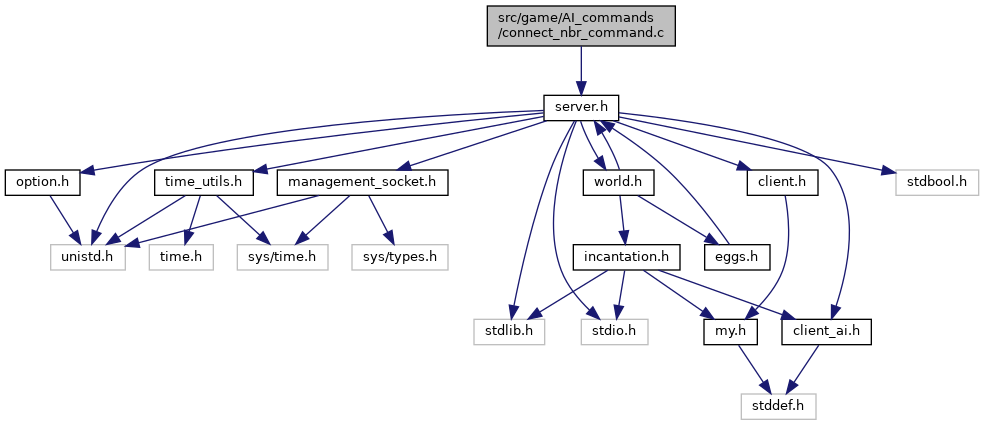 src/game/AI_commands
/connect_nbr_command.c
server.h
option.h
time_utils.h
management_socket.h
world.h
client.h
stdbool.h
unistd.h
time.h
sys/time.h
sys/types.h
incantation.h
eggs.h
stdlib.h
stdio.h
my.h
client_ai.h
stddef.h